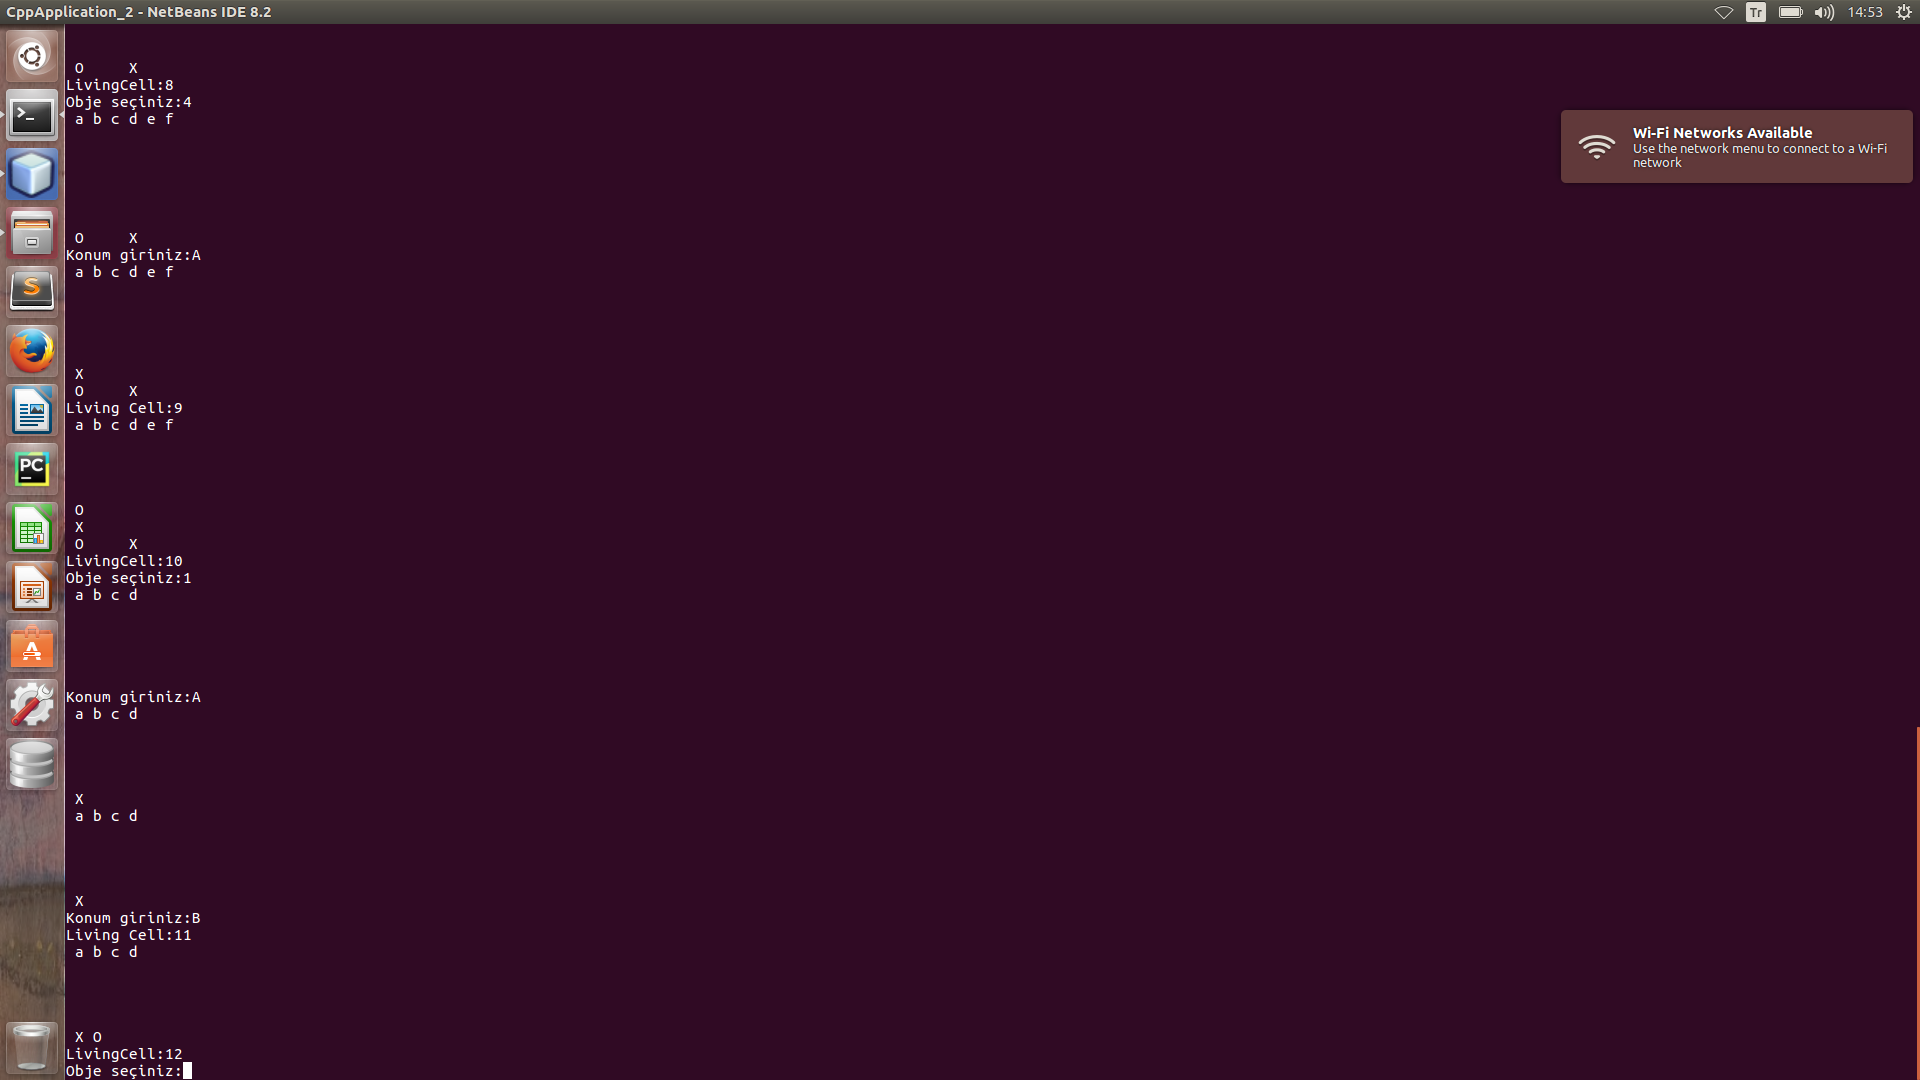 CppApplication_2 - NetBeans IDE 8.2
Tr
14:53
O X
LivingCell:8
Obje seçiniz:4
a b c d e f
Wi-Fi Networks Available
Use the network menu to connect to a Wi-Fi
network
O X
Konum giriniz:A
a b c d e f
S
X
O X
Living Cell:9
a b c d e f
PC
O
X
O X
LivingCell:10
Obje seçiniz:1
a b c d
A
Konum giriniz:A
a b c d
X
a b c d
X
Konum giriniz:B
Living Cell:11
a b c d
X O
LivingCell:12
Obje seçiniz: